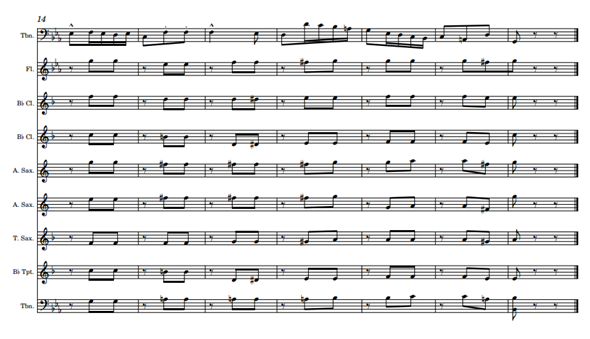 14
Tbn.
Fl.
B♭ Cl.
B♭ Cl.
A. Sax.
A. Sax.
T. Sax.
B♭ Tpt.
Tbn.